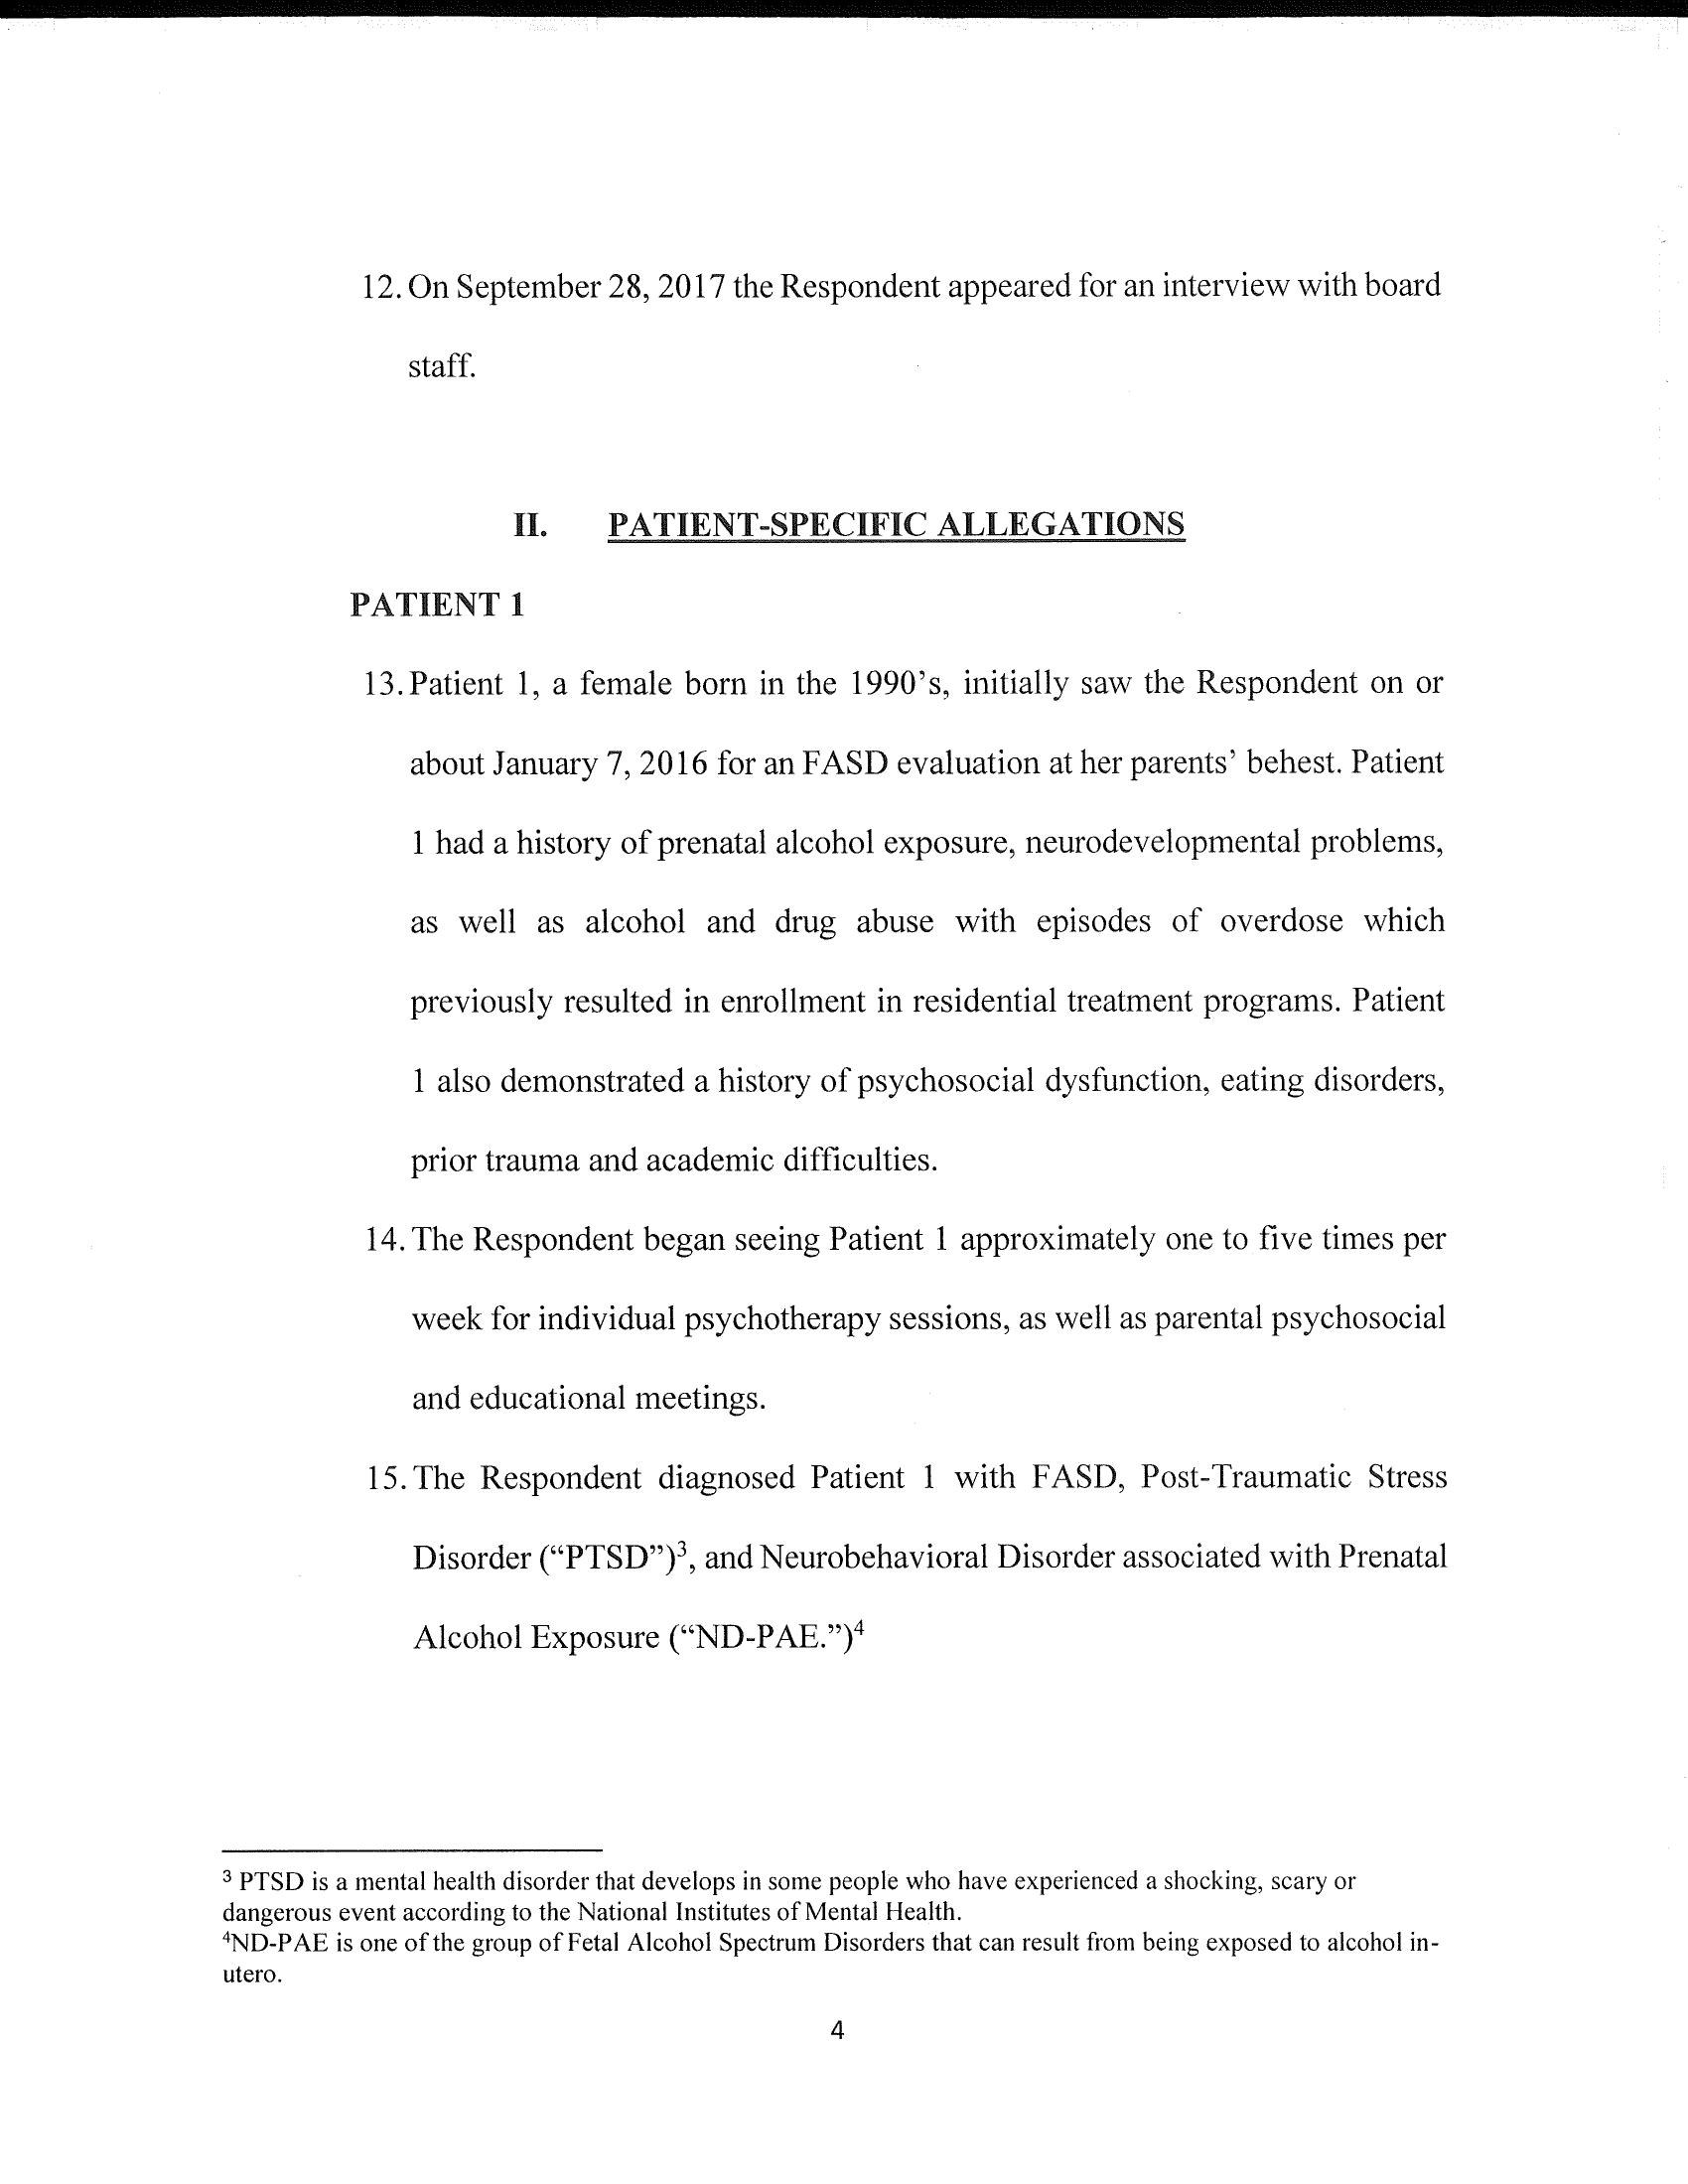 12. On September 28, 2017 the Respondent appeared for an interview with board
staff.
II. PATIENT-SPECIFIC ALLEGATIONS
PATIENT 1
13. Patient 1, a female born in the 1990’s, initially saw the Respondent on or
about January 7, 2016 for an FASD evaluation at her parents’ behest. Patient
1 had a history of prenatal alcohol exposure, neurodevelopmental problems,
as well as alcohol and drug abuse with episodes of overdose which
previously resulted in enrollment in residential treatment programs. Patient
1 also demonstrated a history of psychosocial dysfunction, eating disorders,
prior trauma and academic difficulties.
14. The Respondent began seeing Patient 1 approximately one to five times per
week for individual psychotherapy sessions, as well as parental psychosocial
and educational meetings.
15. The Respondent diagnosed Patient 1 with FASD, Post-Traumatic Stress
Disorder (“PTSD”)³, and Neurobehavioral Disorder associated with Prenatal
Alcohol Exposure (“ND-PAE.”)⁴
³ PTSD is a mental health disorder that develops in some people who have experienced a shocking, scary or
dangerous event according to the National Institutes of Mental Health.
⁴ND-PAE is one of the group of Fetal Alcohol Spectrum Disorders that can result from being exposed to alcohol in-
utero.
4